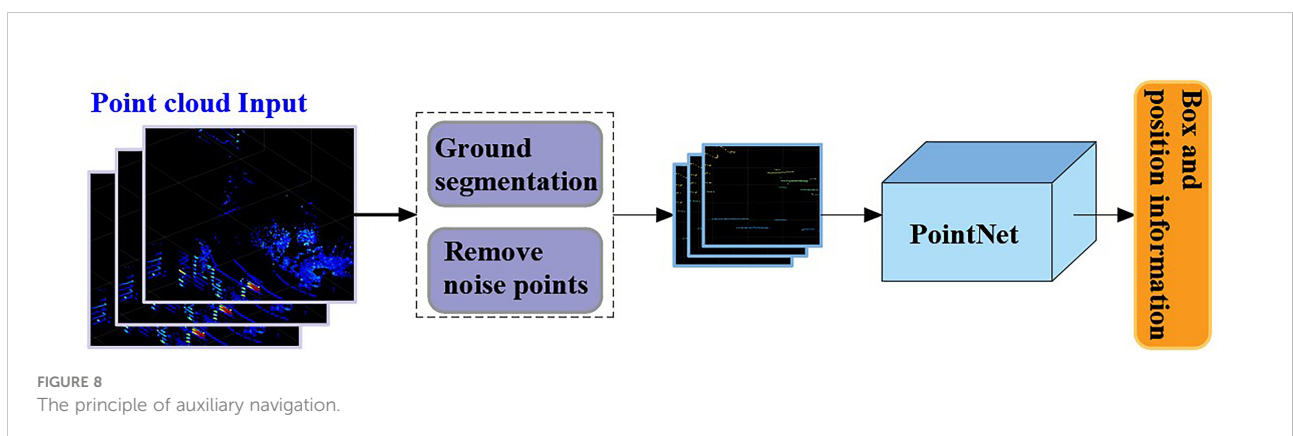 Point cloud Input
Ground
segmentation
Remove
noise points
PointNet
Box and
position information
FIGURE 8
The principle of auxiliary navigation.